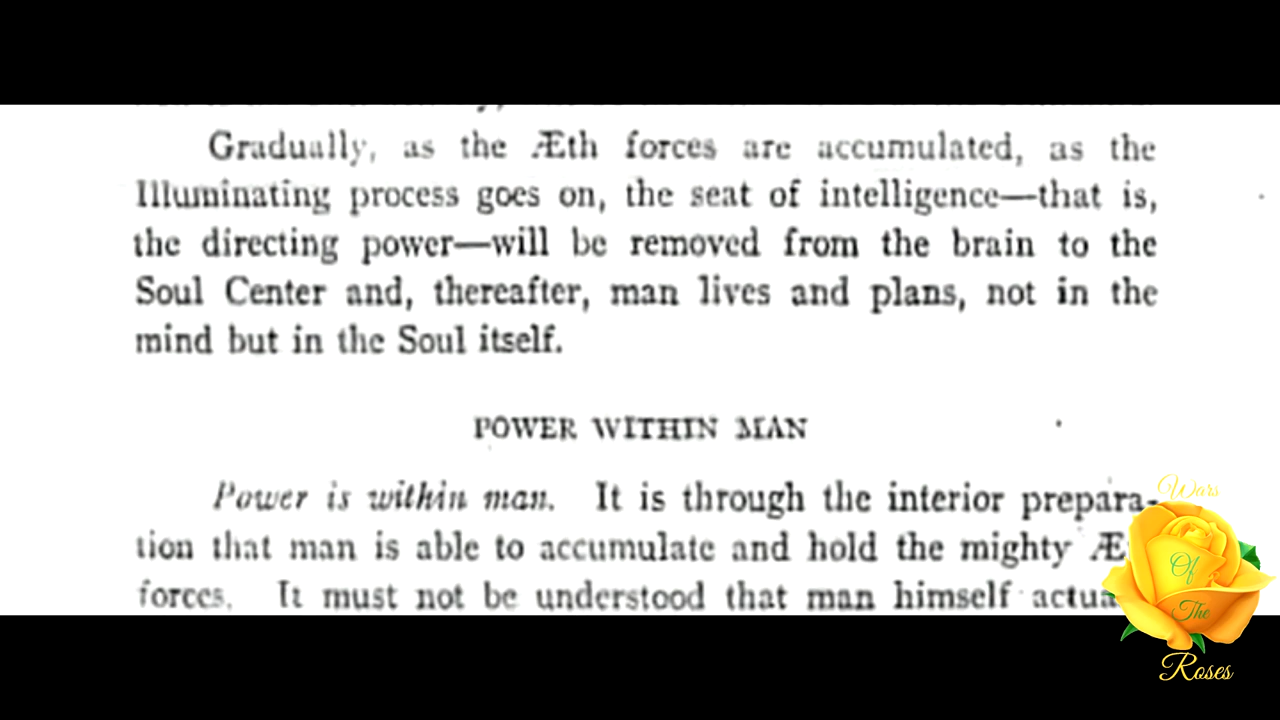 Gradually, as the Æth forces are accumulated, as the
Illuminating process goes on, the seat of intelligence—that is,
the directing power—will be removed from the brain to the
Soul Center and, thereafter, man lives and plans, not in the
mind but in the Soul itself.
POWER WITHIN MAN
Power is within man. It is through the interior prepara-
tion that man is able to accumulate and hold the mighty
forces. It must not be understood that man himself
Wars
Of
The
Roses